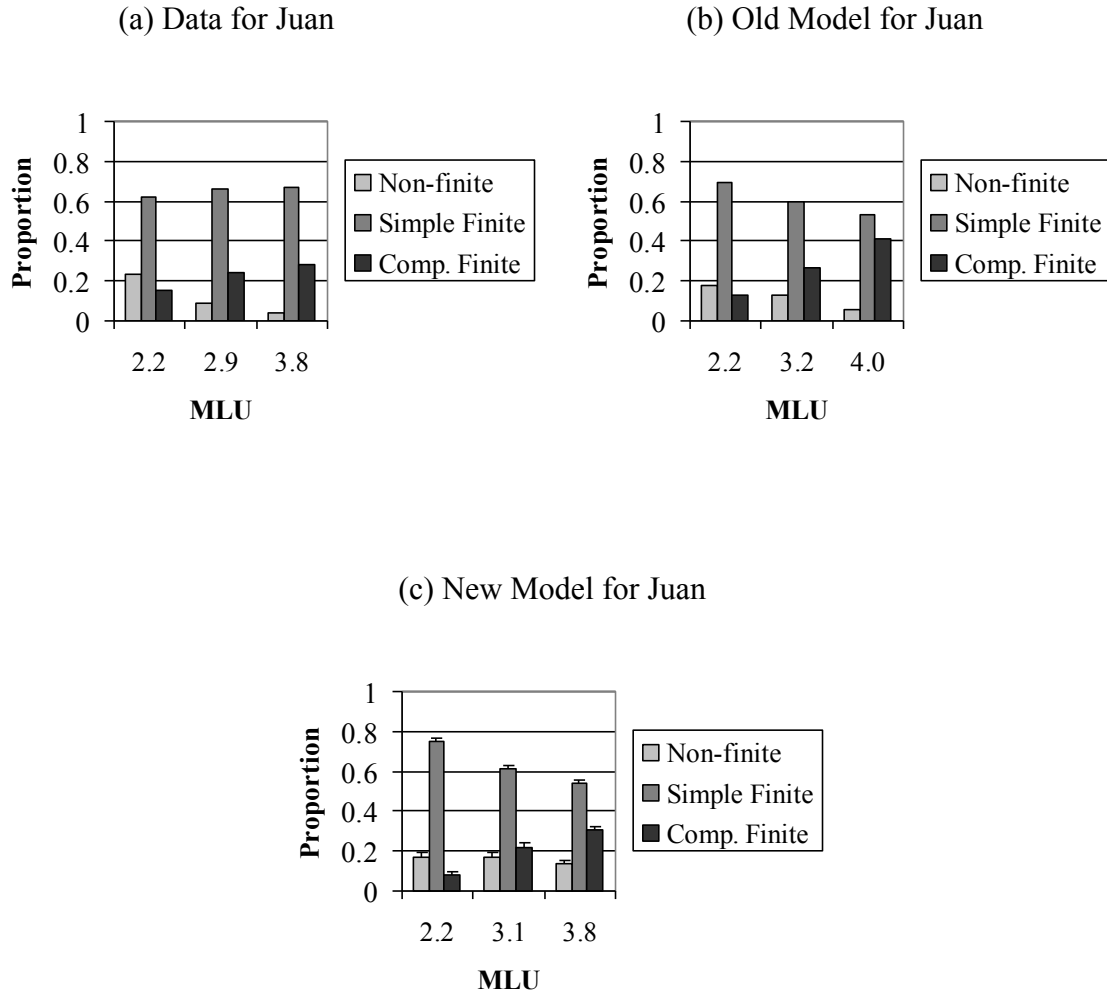 (a) Data for Juan
(b) Old Model for Juan
1
0.8
0.6
0.4
0.2
0
Proportion
2.2 2.9 3.8
MLU
Non-finite
Simple Finite
Comp. Finite
1
0.8
0.6
0.4
0.2
0
Proportion
2.2 3.2 4.0
MLU
Non-finite
Simple Finite
Comp. Finite
(c) New Model for Juan
1
0.8
0.6
0.4
0.2
0
Proportion
2.2 3.1 3.8
MLU
Non-finite
Simple Finite
Comp. Finite